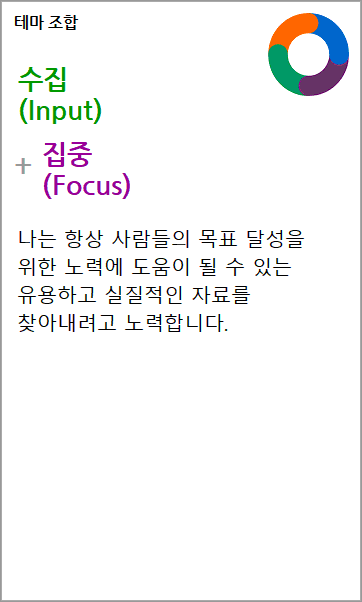 테마 조합
수집
(Input)
+ 집중
(Focus)
나는 항상 사람들의 목표 달성을
위한 노력에 도움이 될 수 있는
유용하고 실질적인 자료를
찾아내려고 노력합니다.